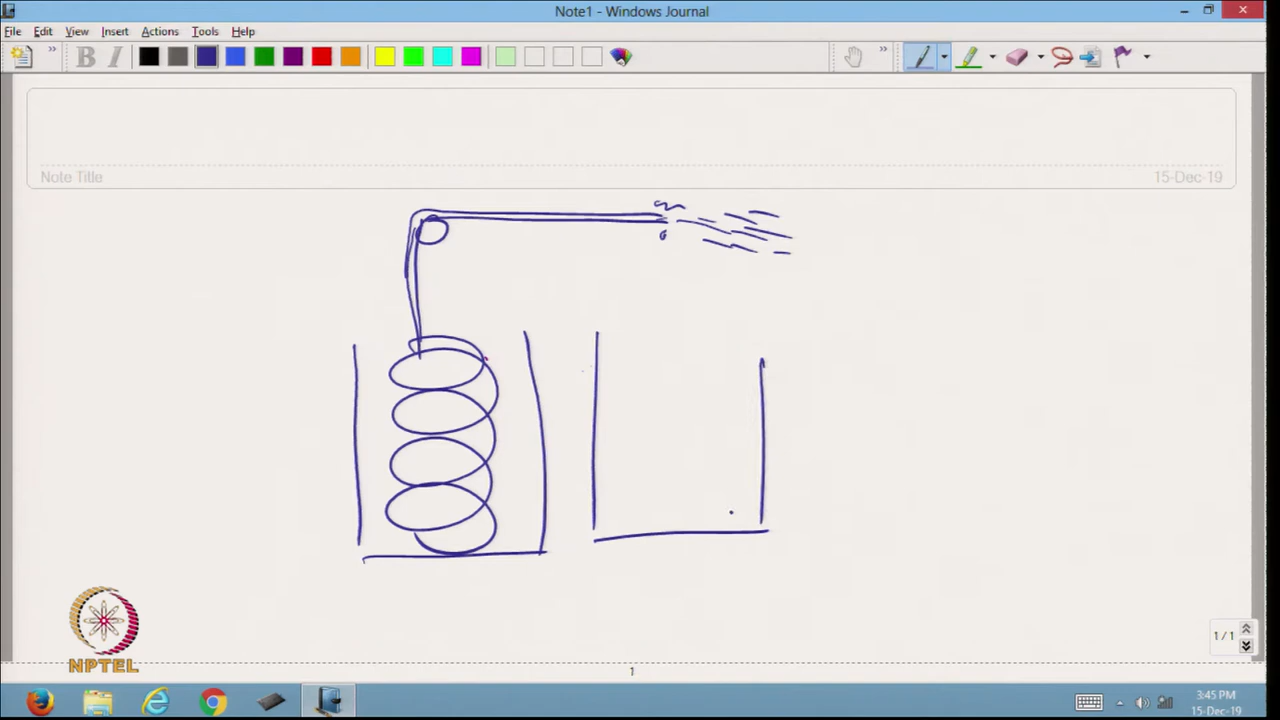 Note1 - Windows Journal
File Edit View Insert Actions Tools Help
B I
Note Title
15-Dec-19
1 / 1
NPTEL
1
3:45 PM
15-Dec-19